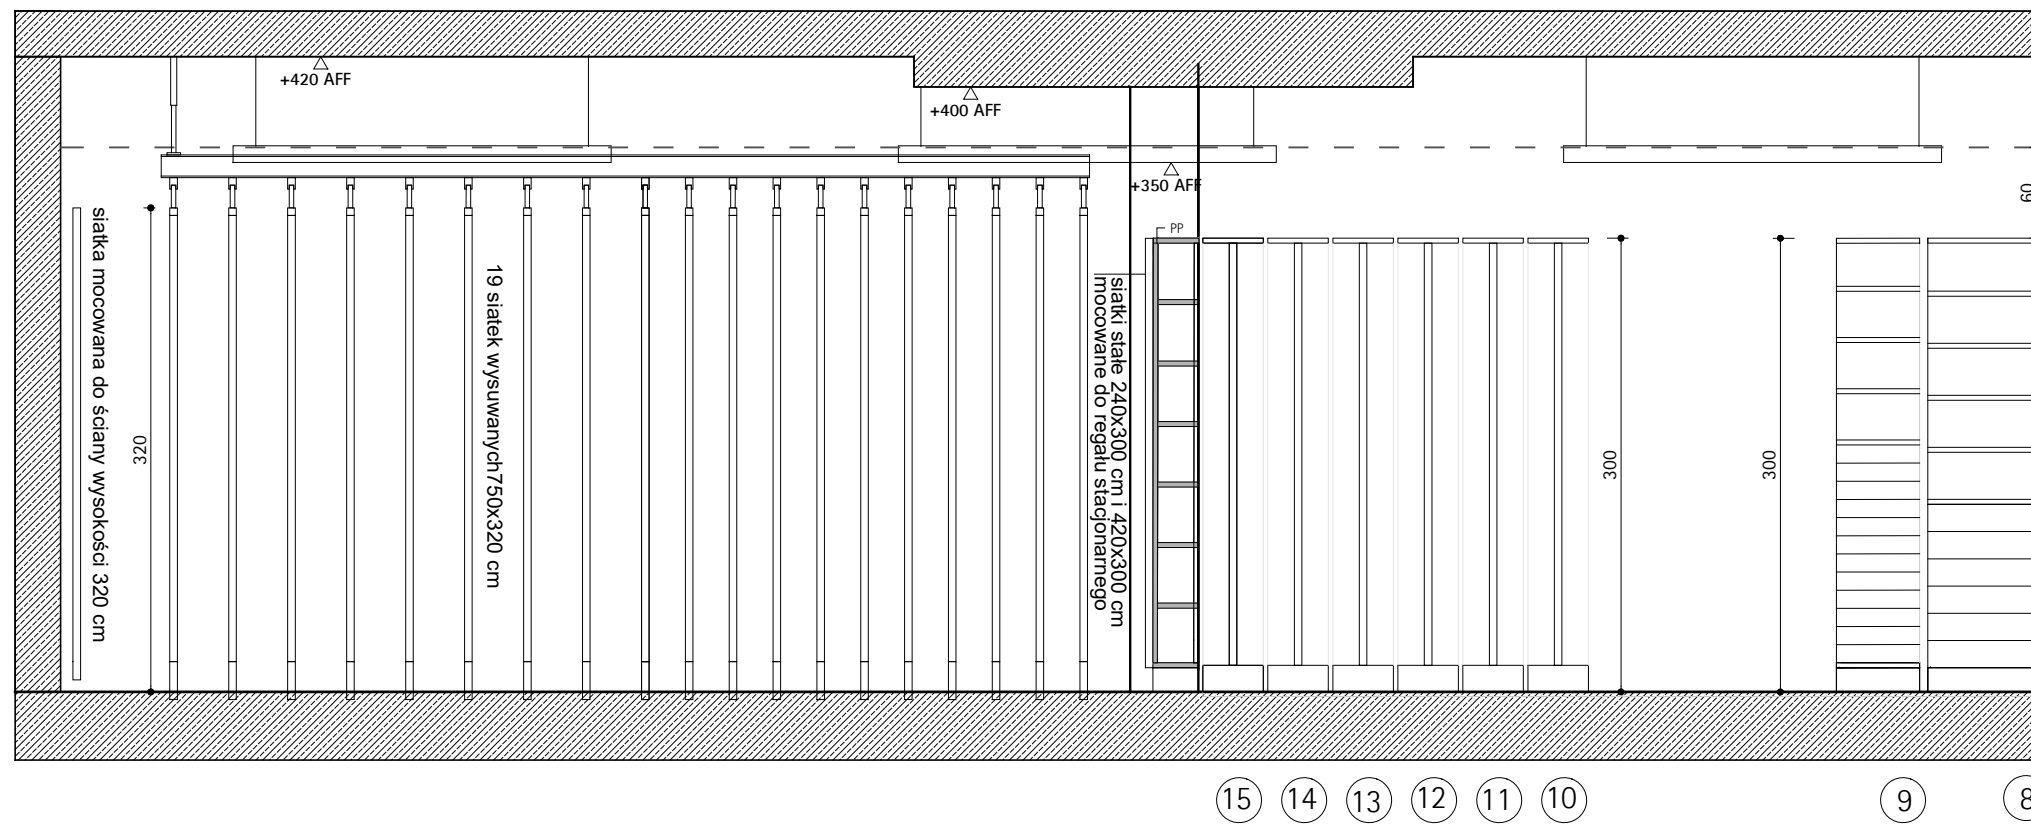 +420 AFF
+400 AFF
+350 AFF
60
PP
siatka mocowana do ściany wysokości 320 cm
320
19 siatek wysuwanych750x320 cm
siatki stałe 240x300 cm i 420x300 cm
mocowane do regału stacjonarnego
300
300
15
14
13
12
11
10
9
8